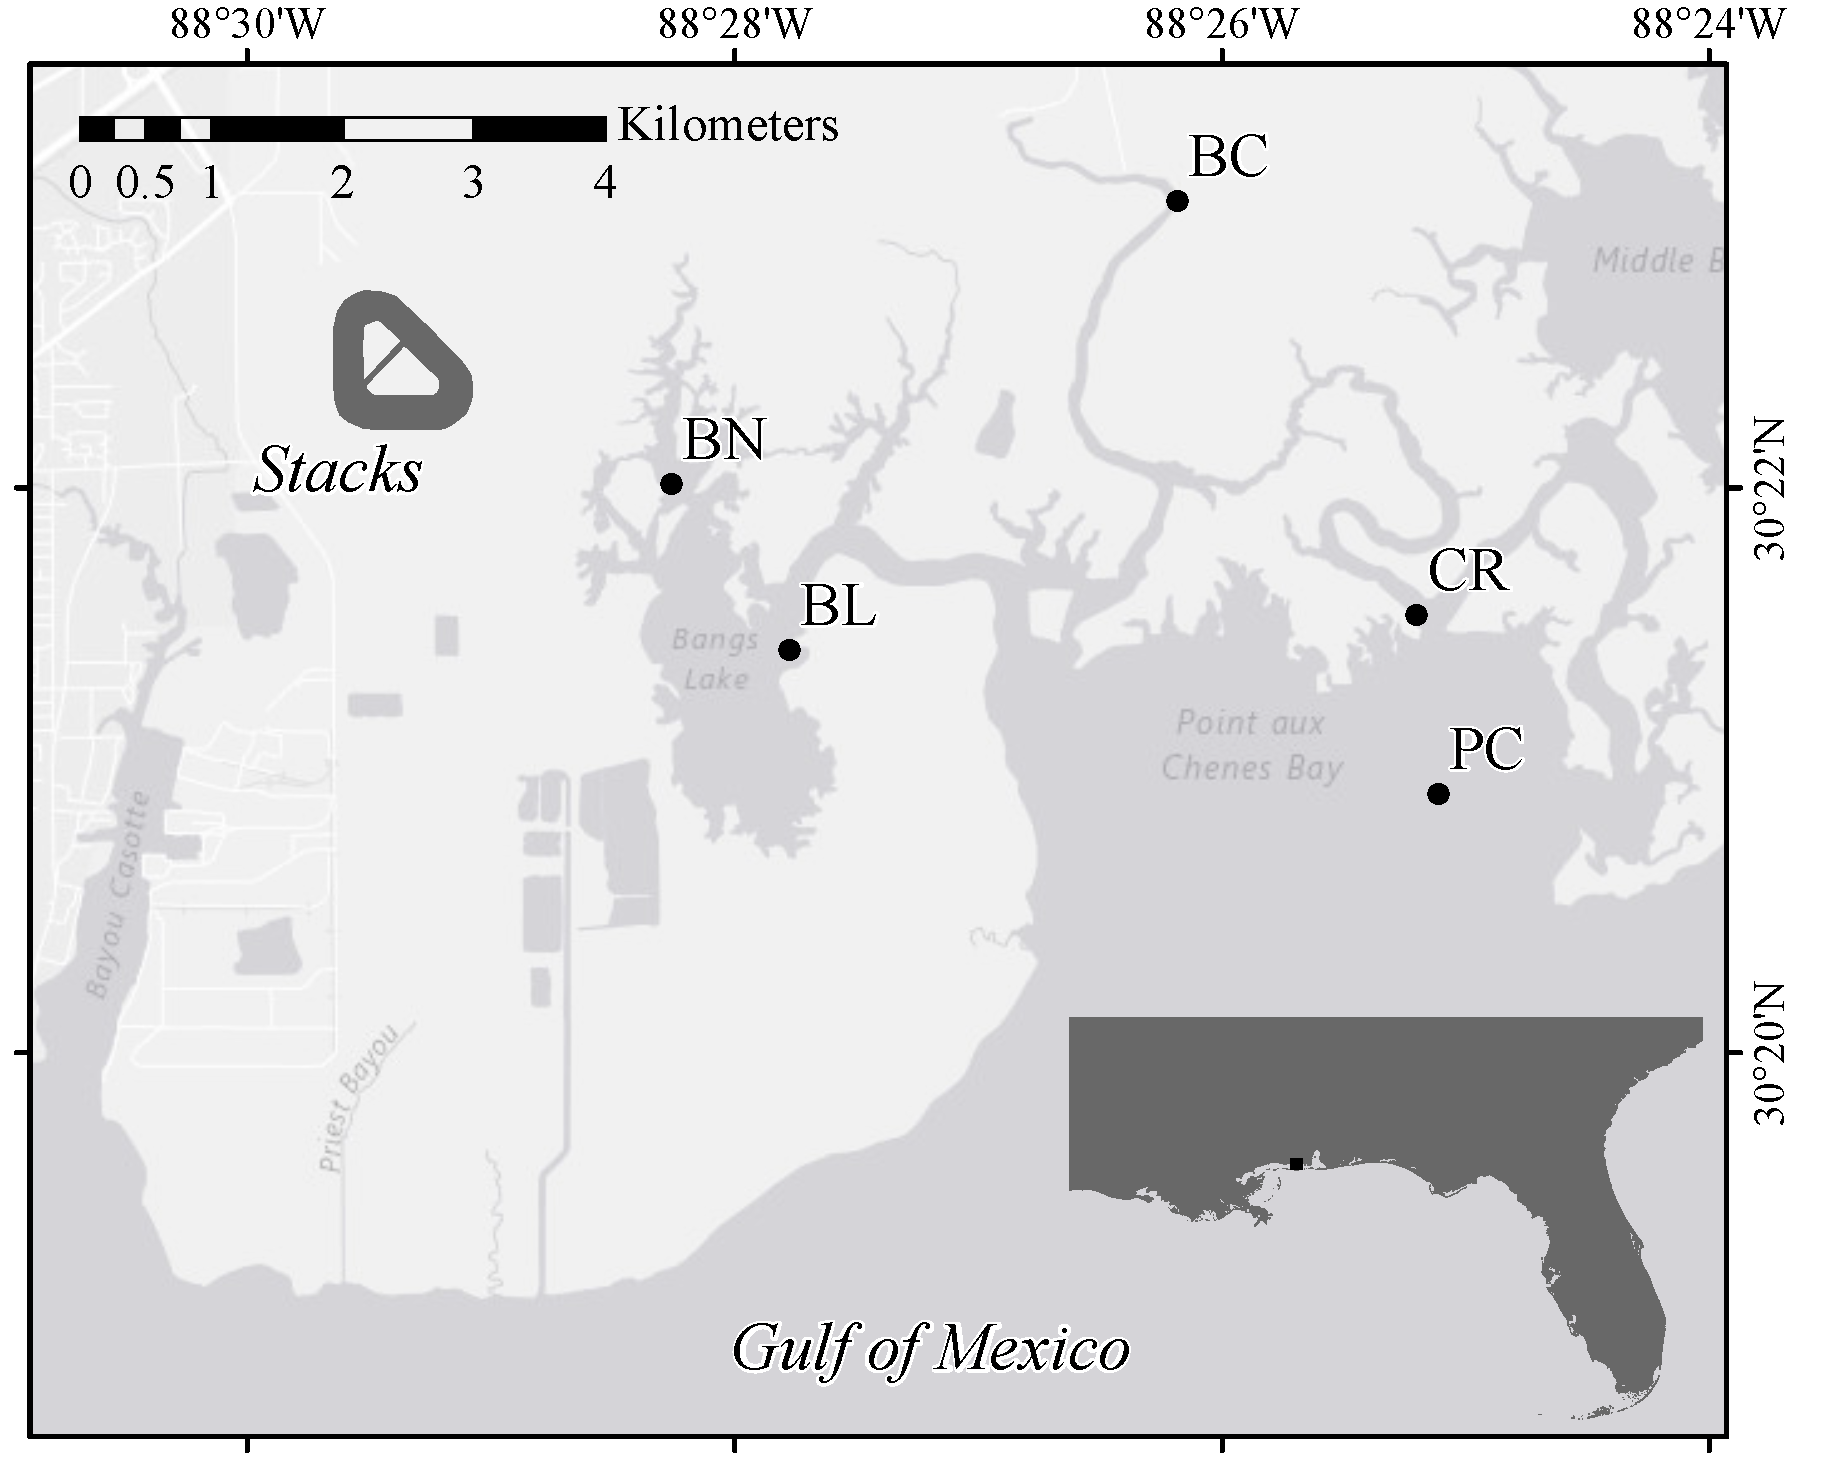 88°30'W 88°28'W 88°26'W 88°24'W
Kilometers
0 0.5 1 2 3 4
BC
Middle B
BN
Stacks
30°22'N
CR
BL
Bangs
Lake
Point aux
Chenes Bay
PC
Bayou Casotte
Priest Bayou
30°20'N
Gulf of Mexico